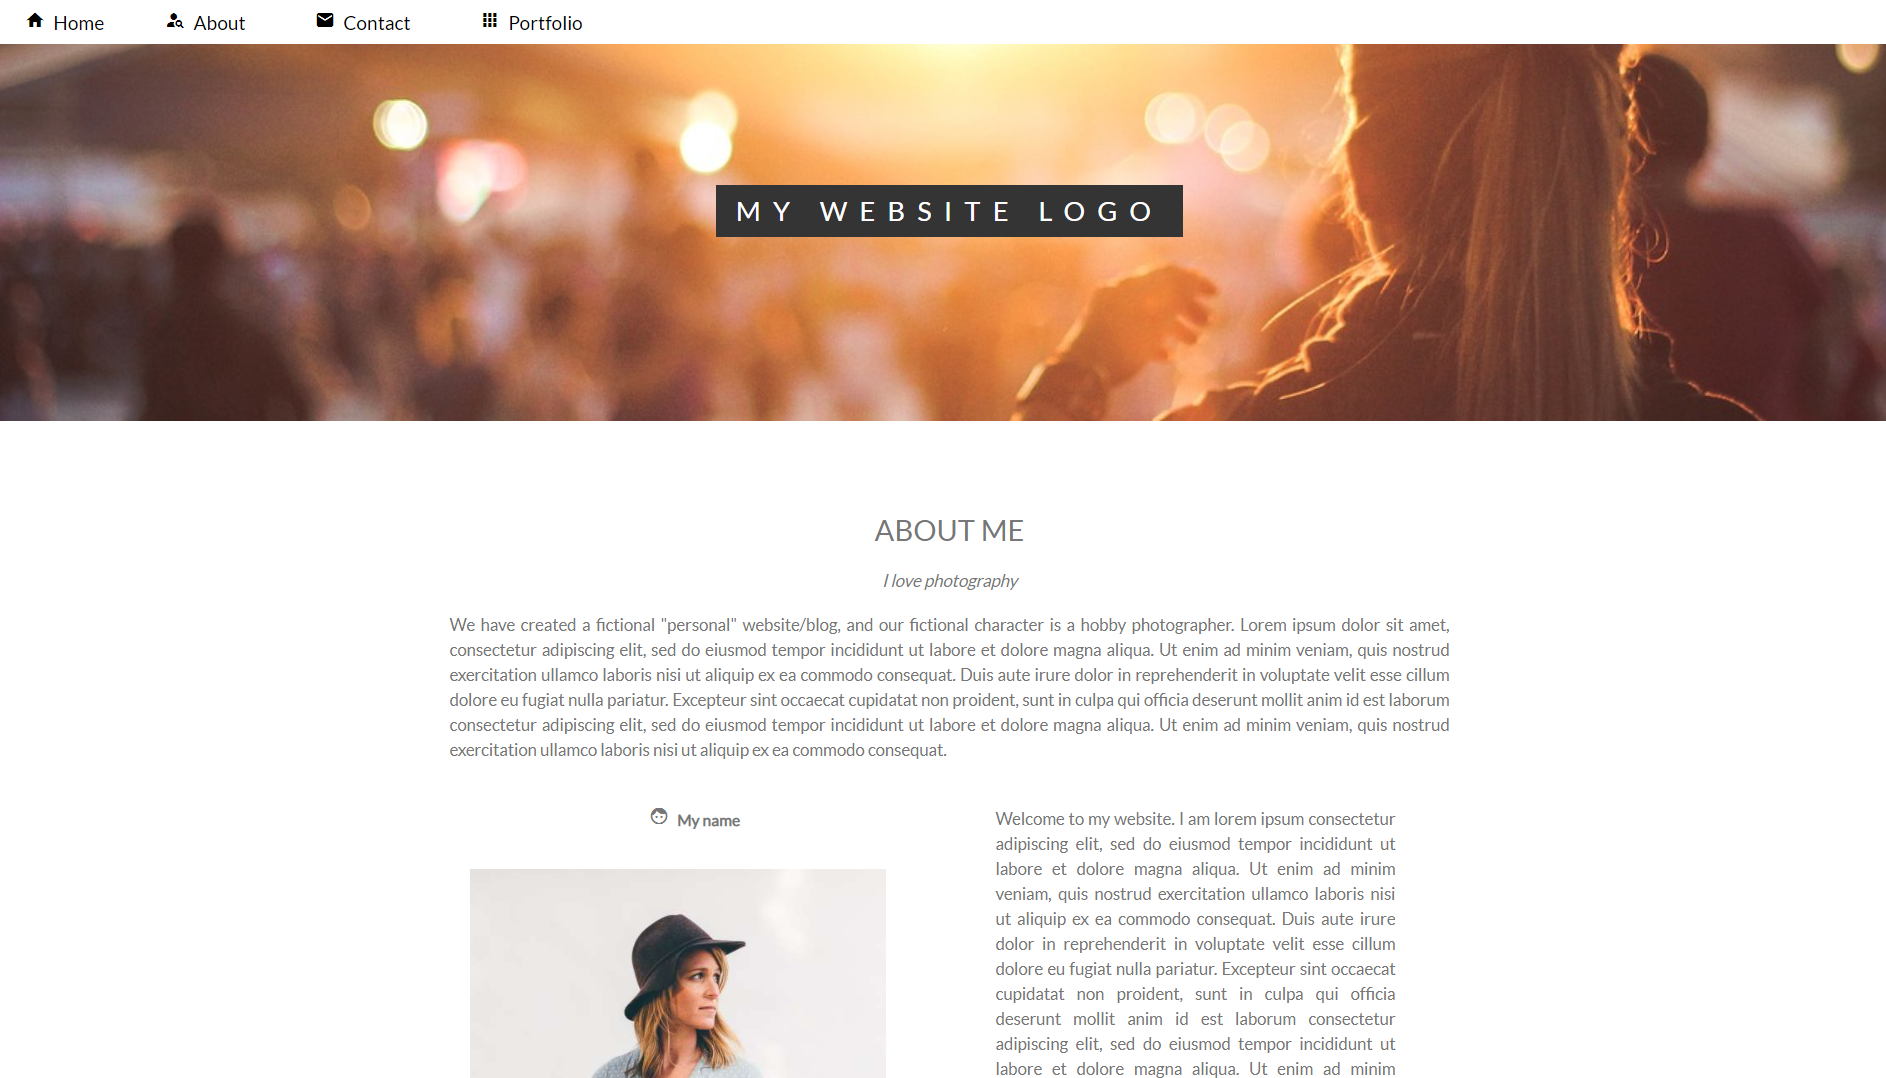 Home About Contact Portfolio
MY WEBSITE LOGO
ABOUT ME
I love photography
We have created a fictional "personal" website/blog, and our fictional character is a hobby photographer. Lorem ipsum dolor sit amet,
consectetur adipiscing elit, sed do eiusmod tempor incididunt ut labore et dolore magna aliqua. Ut enim ad minim veniam, quis nostrud
exercitation ullamco laboris nisi ut aliquip ex ea commodo consequat. Duis aute irure dolor in reprehenderit in voluptate velit esse cillum
dolore eu fugiat nulla pariatur. Excepteur sint occaecat cupidatat non proident, sunt in culpa qui officia deserunt mollit anim id est laborum
consectetur adipiscing elit, sed do eiusmod tempor incididunt ut labore et dolore magna aliqua. Ut enim ad minim veniam, quis nostrud
exercitation ullamco laboris nisi ut aliquip ex ea commodo consequat.
My name
Welcome to my website. I am lorem ipsum consectetur
adipiscing elit, sed do eiusmod tempor incididunt ut
labore et dolore magna aliqua. Ut enim ad minim
veniam, quis nostrud exercitation ullamco laboris nisi
ut aliquip ex ea commodo consequat. Duis aute irure
dolor in reprehenderit in voluptate velit esse cillum
dolore eu fugiat nulla pariatur. Excepteur sint occaecat
cupidatat non proident, sunt in culpa qui officia
deserunt mollit anim id est laborum consectetur
adipiscing elit, sed do eiusmod tempor incididunt ut
labore et dolore magna aliqua. Ut enim ad minim